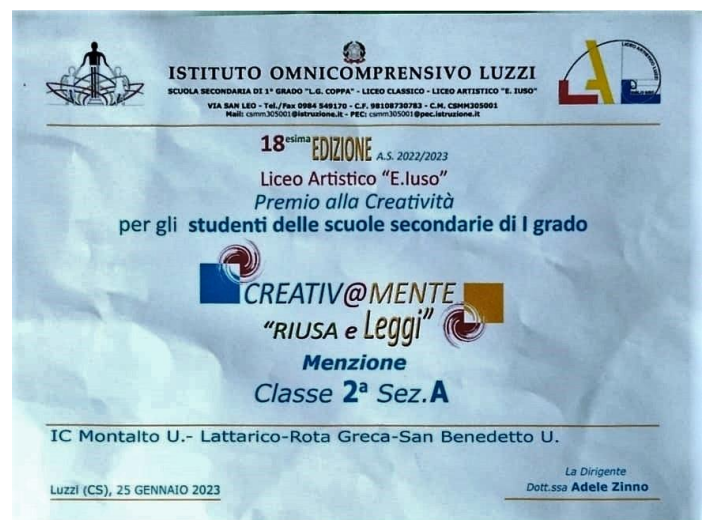 ISTITUTO OMNICOMPRENSIVO LUZZI
SCUOLA SECONDARIA DI 1° GRADO "L.G. COPPA" - LICEO CLASSICO - LICEO ARTISTICO "E. IUSO"
VIA SAN LEO - Tel./Fax 0984 549170 - C.F. 98108730783 - C.M. CSMM305001
Mail: csmm305001@istruzione.it - PEC: csmm305001@pec.istruzione.it
18esima EDIZIONE A.S. 2022/2023
Liceo Artistico "E.Iuso"
Premio alla Creatività
per gli studenti delle scuole secondarie di I grado
CREATIV@MENTE
"RIUSA e Leggi"
Menzione
Classe 2ª Sez.A
IC Montalto U.- Lattarico-Rota Greca-San Benedetto U.
La Dirigente
Luzzi (CS), 25 GENNAIO 2023
Dott.ssa Adele Zinno